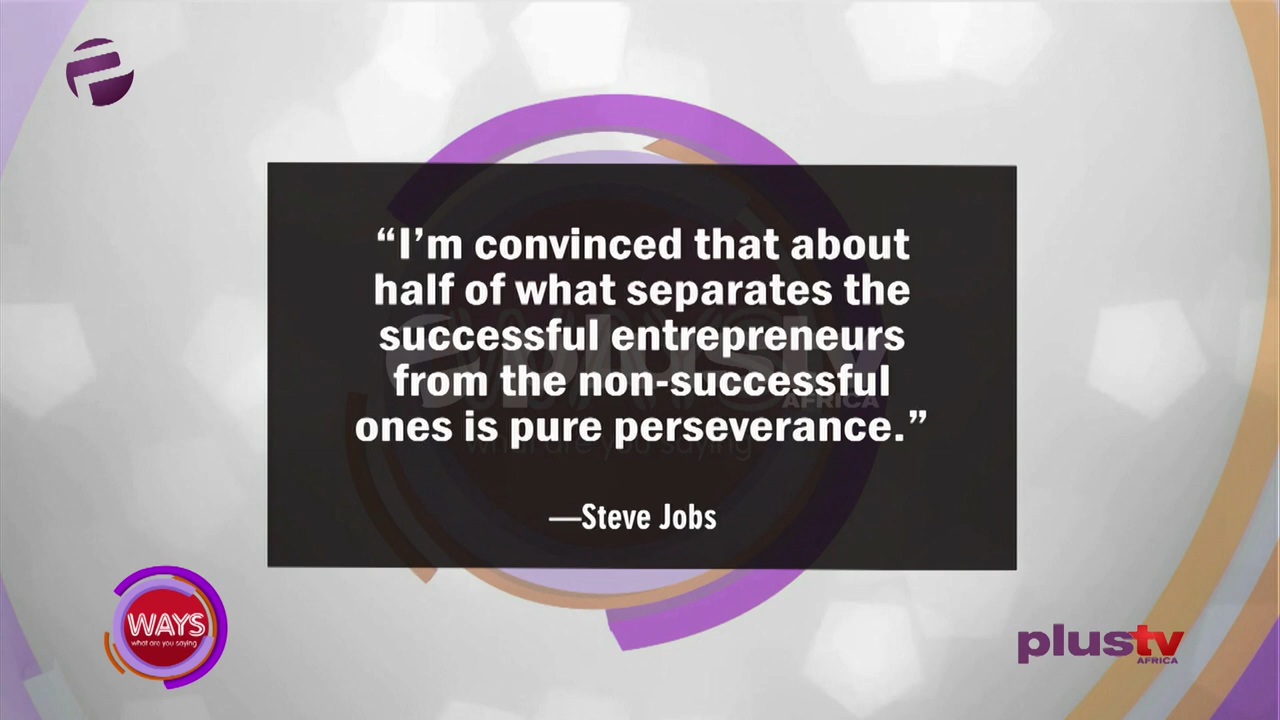 “I’m convinced that about
half of what separates the
successful entrepreneurs
from the non-successful
ones is pure perseverance.”
—Steve Jobs
WAYS
what are you saying
plustv
AFRICA